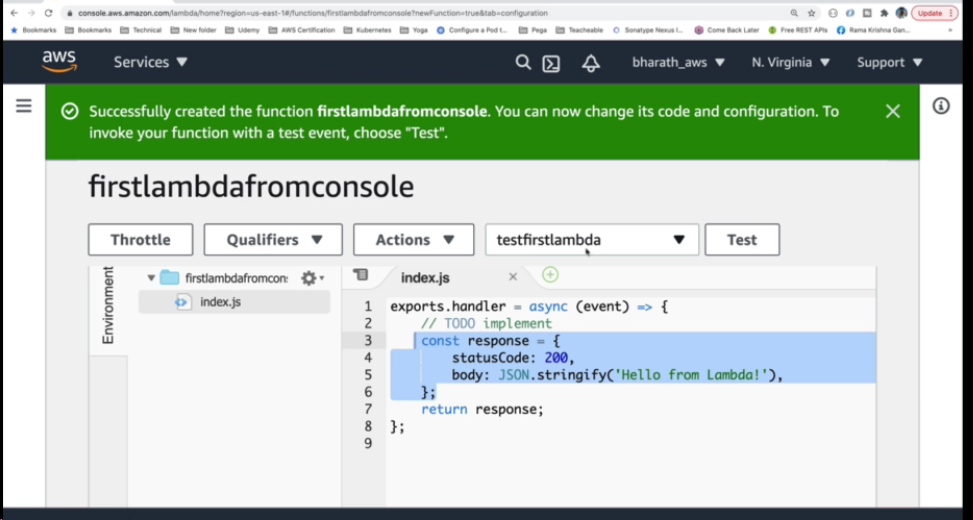 console.aws.amazon.com/lambda/home?region=us-east-1#/functions/firstlambdafromconsole?newFunction=true&tab=configuration
Update
Bookmarks Bookmarks Technical New folder Udemy AWS Certification Kubernetes Yoga Configure a Pod t... Pega Teacheable Sonatype Nexus l... Come Back Later Free REST APIs Rama Krishna Gan...
aws Services bharath_aws N. Virginia Support
Successfully created the function firstlambdafromconsole. You can now change its code and configuration. To
invoke your function with a test event, choose "Test".
firstlambdafromconsole
Throttle Qualifiers Actions testfirstlambda Test
Environment
firstlambdafromcon:
index.js
index.js
1 exports.handler = async (event) => {
2 // TODO implement
3 const response = {
4 statusCode: 200,
5 body: JSON.stringify('Hello from Lambda!'),
6 };
7 return response;
8 };
9